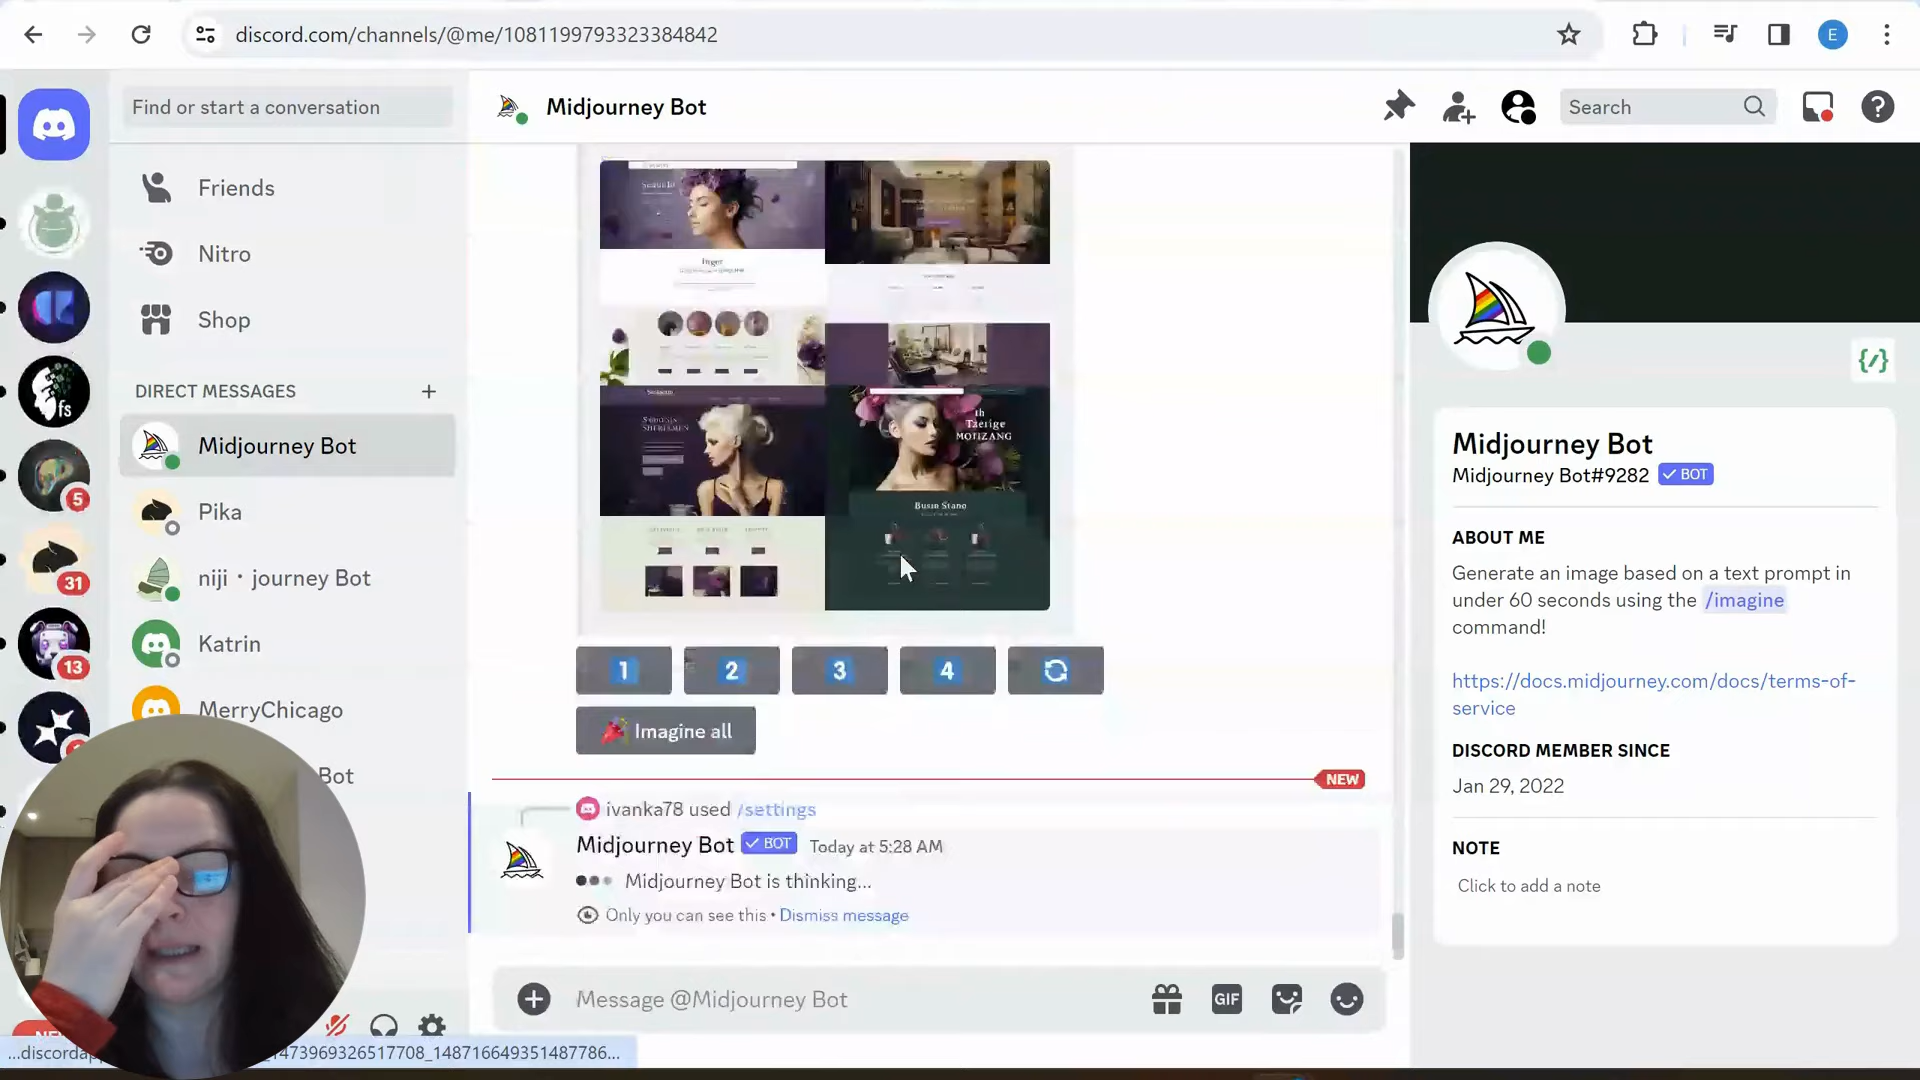 discord.com/channels/@me/1081199793323384842
E
Find or start a conversation
Midjourney Bot
Search
Friends
Nitro
Shop
DIRECT MESSAGES
Midjourney Bot
Pika
niji • journey Bot
Katrin
MerryChicago
Bot
fs
5
31
13
Busin Stano
1
2
3
4
Imagine all
NEW
ivanka78 used /settings
Midjourney Bot BOT Today at 5:28 AM
Midjourney Bot is thinking...
Only you can see this • Dismiss message
Message @Midjourney Bot
GIF
Midjourney Bot
Midjourney Bot#9282 BOT
ABOUT ME
Generate an image based on a text prompt in
under 60 seconds using the /imagine
command!
https://docs.midjourney.com/docs/terms-of-
service
DISCORD MEMBER SINCE
Jan 29, 2022
NOTE
Click to add a note